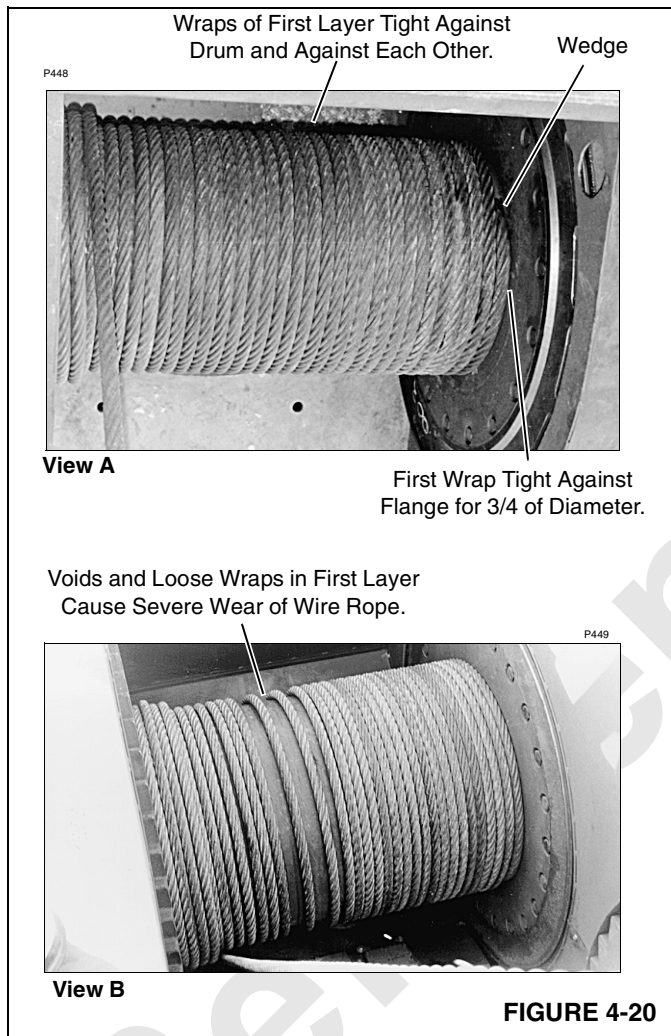 Wraps of First Layer Tight Against
Drum and Against Each Other.
Wedge
P448
View A
First Wrap Tight Against
Flange for 3/4 of Diameter.
Voids and Loose Wraps in First Layer
Cause Severe Wear of Wire Rope.
P449
View B
FIGURE 4-20